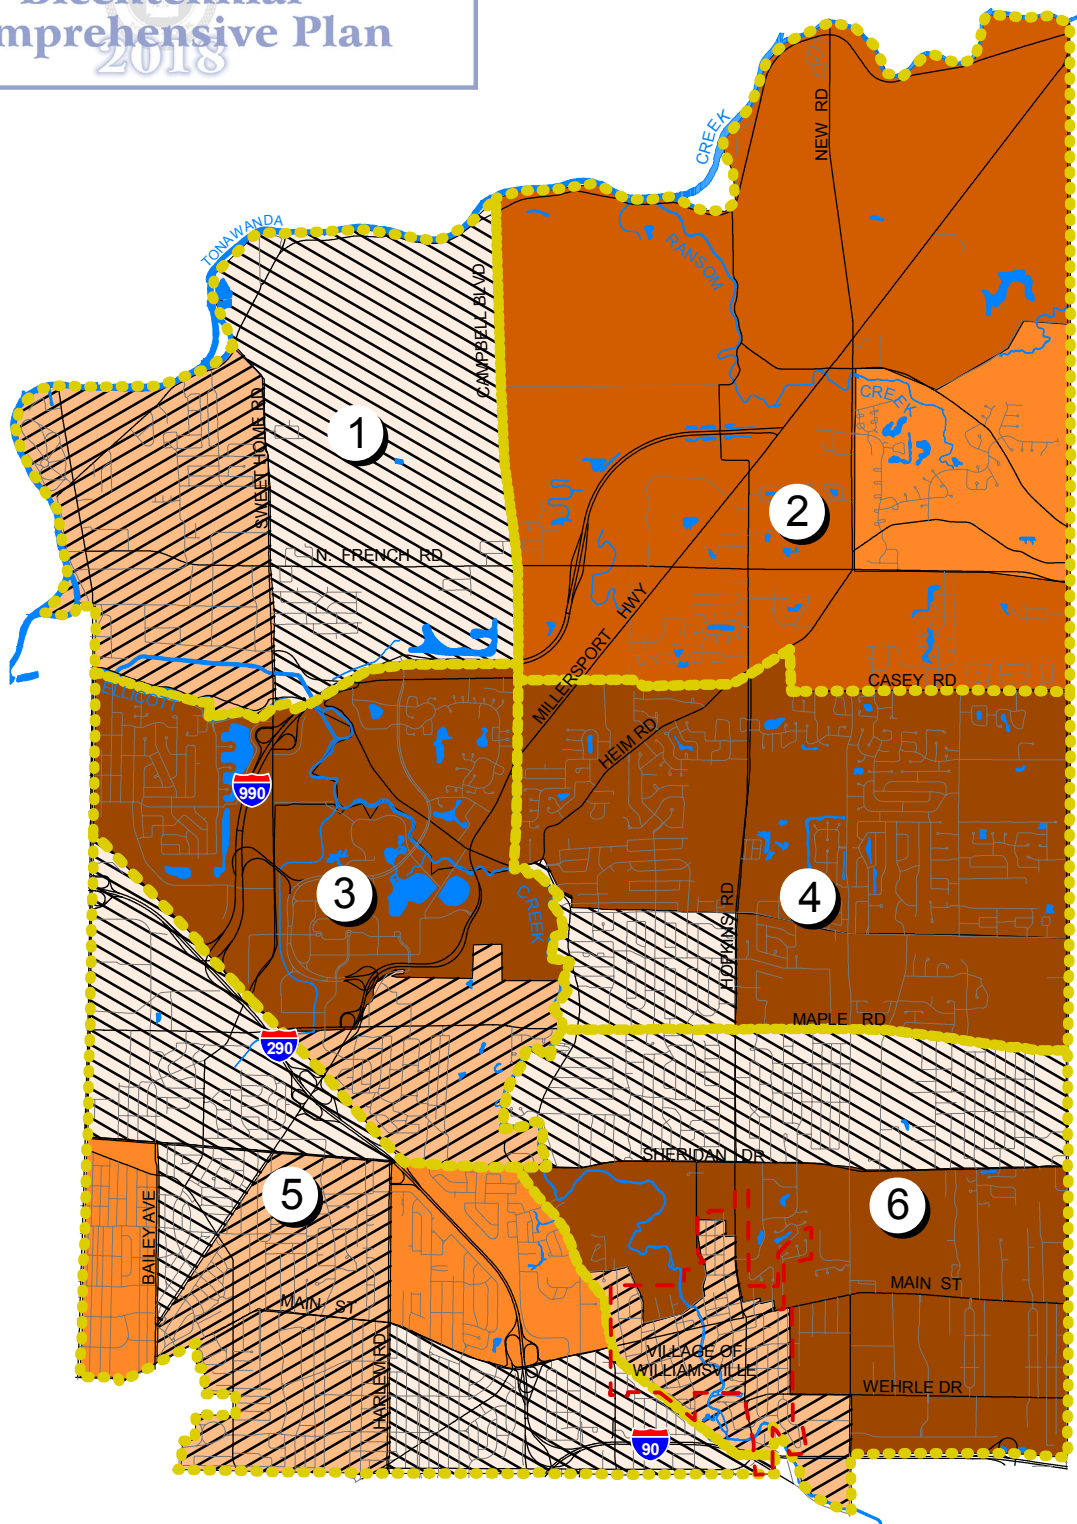 Bicentennial
mprehensive Plan
2018
NEW RD
CREEK
TONAWANDA
RANSOM
CAMPBELL BLVD
CREEK
SWEET HOME RD
1
2
N. FRENCH RD
MILLERSPORT HWY
CASEY RD
ELLICOTT
HEIM RD
990
3
4
CREEK
HOPKINS RD
MAPLE RD
290
SHERIDAN DR
5
6
BAILEY AVE
MAIN ST
MAIN ST
HARLEM RD
VILLAGE OF
WILLIAMSVILLE
WEHRLE DR
90